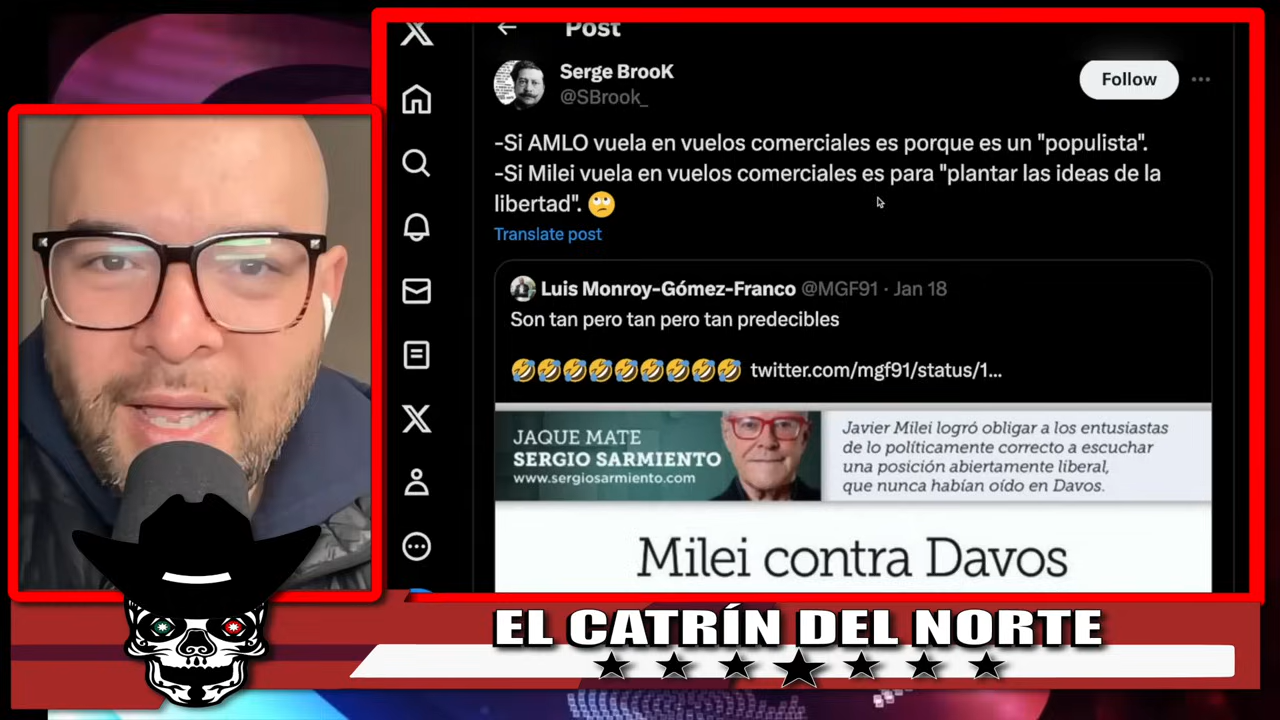 Post
Serge BrooK
@SBrook_
Follow
-Si AMLO vuela en vuelos comerciales es porque es un "populista".
-Si Milei vuela en vuelos comerciales es para "plantar las ideas de la
libertad". 🙄
Translate post
Luis Monroy-Gómez-Franco @MGF91 · Jan 18
Son tan pero tan pero tan predecibles
🤣🤣🤣🤣🤣🤣🤣🤣🤣 twitter.com/mgf91/status/1...
JAQUE MATE
SERGIO SARMIENTO
www.sergiosarmiento.com
Javier Milei logró obligar a los entusiastas
de lo políticamente correcto a escuchar
una posición abiertamente liberal,
que nunca habían oído en Davos.
Milei contra Davos
EL CATRÍN DEL NORTE